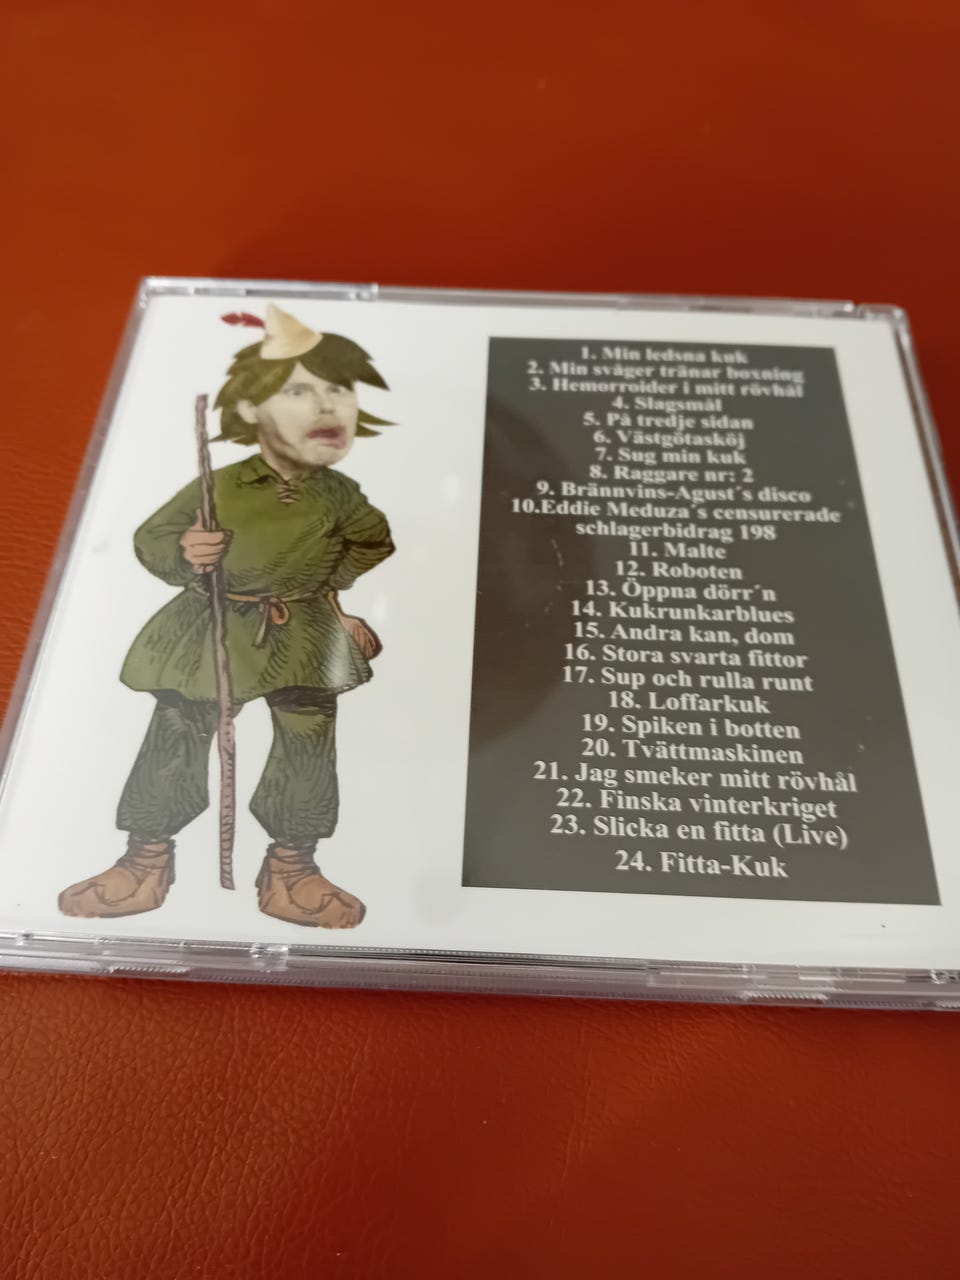 1. Min ledsna kuk
2. Min svåger tränar boxning
3. Hemorroider i mitt rövhål
4. Slagsmål
5. På tredje sidan
6. Västgötasköj
7. Sug min kuk
8. Raggare nr: 2
9. Brännvins-Agust´s disco
10.Eddie Meduza´s censurerade
schlagerbidrag 198
11. Malte
12. Roboten
13. Öppna dörr´n
14. Kukrunkarblues
15. Andra kan, dom
16. Stora svarta fittor
17. Sup och rulla runt
18. Loffarkuk
19. Spiken i botten
20. Tvättmaskinen
21. Jag smeker mitt rövhål
22. Finska vinterkriget
23. Slicka en fitta (Live)
24. Fitta-Kuk